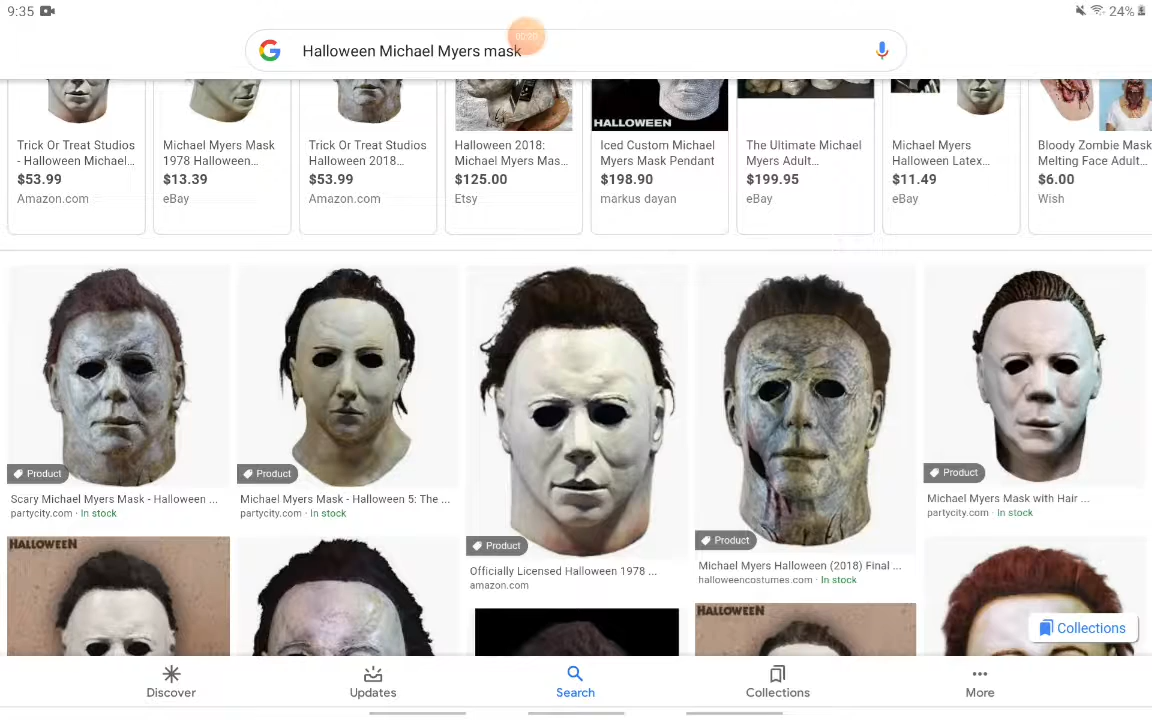 9:35
24%
00:20
Halloween Michael Myers mask
Trick Or Treat Studios
- Halloween Michael...
$53.99
Amazon.com
Michael Myers Mask
1978 Halloween...
$13.39
eBay
Trick Or Treat Studios
Halloween 2018...
$53.99
Amazon.com
Halloween 2018:
Michael Myers Mas...
$125.00
Etsy
HALLOWEEN
Iced Custom Michael
Myers Mask Pendant
$198.90
markus dayan
The Ultimate Michael
Myers Adult...
$199.95
eBay
Michael Myers
Halloween Latex...
$11.49
eBay
Bloody Zombie Mask
Melting Face Adult...
$6.00
Wish
Product
Scary Michael Myers Mask - Halloween ...
partycity.com · In stock
Product
Michael Myers Mask - Halloween 5: The ...
partycity.com · In stock
Product
Officially Licensed Halloween 1978 ...
amazon.com
Product
Michael Myers Halloween (2018) Final ...
halloweencostumes.com · In stock
Product
Michael Myers Mask with Hair ...
partycity.com · In stock
HALLOWEEN
HALLOWEEN
Collections
Discover
Updates
Search
Collections
More